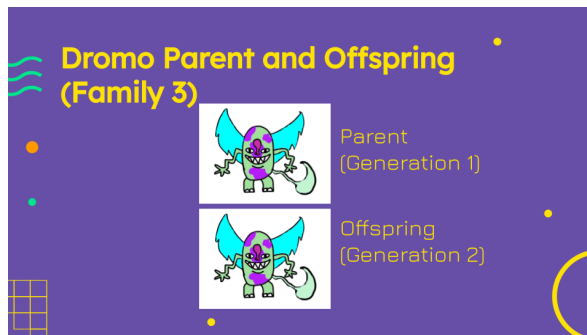 Dromo Parent and Offspring
(Family 3)
Parent
(Generation 1)
Offspring
(Generation 2)